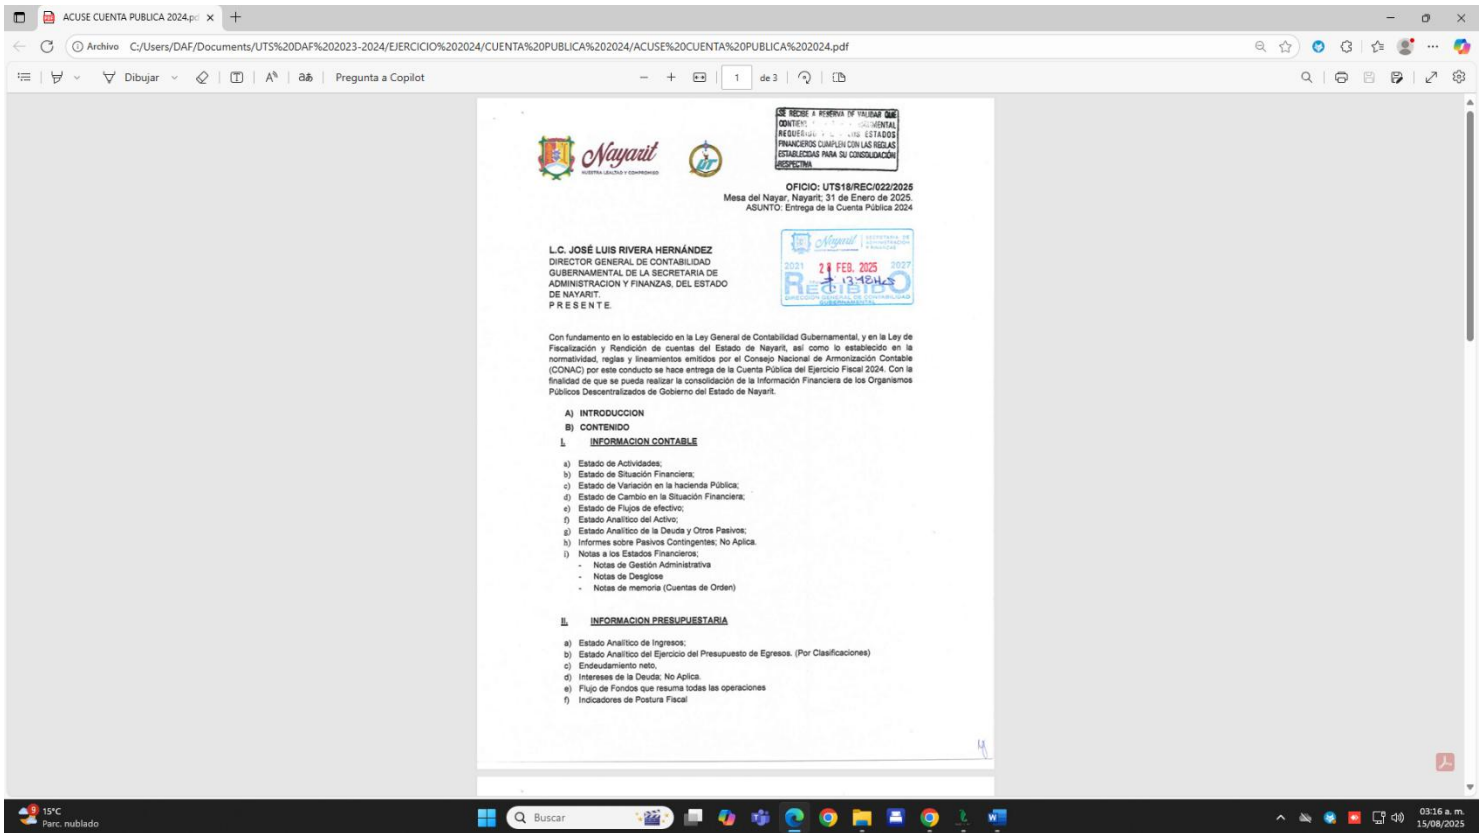 ACUSE CUENTA PUBLICA 2024.pd
Archivo C:/Users/DAF/Documents/UTS%20DAF%202023-2024/EJERCICIO%202024/CUENTA%20PUBLICA%202024/ACUSE%20CUENTA%20PUBLICA%202024.pdf
Dibujar
Pregunta a Copilot
1 de 3
SE RECIBE A RESERVA DE VALIDAR QUE
MENTAL
ESTADOS
FINANCIEROS CUMPLEN CON LAS REGLAS
ESTABLECIDAS PARA SU CONSOLIDACIÓN
RESPECTIVA
Nayarit
NUESTRA LEALTAD Y COMPROMISO
UT
OFICIO: UTS18/REC/022/2025
Mesa del Nayar, Nayarit; 31 de Enero de 2025.
ASUNTO: Entrega de la Cuenta Pública 2024
L.C. JOSÉ LUIS RIVERA HERNÁNDEZ
DIRECTOR GENERAL DE CONTABILIDAD
GUBERNAMENTAL DE LA SECRETARIA DE
ADMINISTRACION Y FINANZAS, DEL ESTADO
DE NAYARIT.
P R E S E N T E.
Nayarit
SECRETARÍA DE
ADMINISTRACIÓN
Y FINANZAS
2021 28 FEB. 2025 2027
13:48Hrs
RECIBIDO
DIRECCIÓN GENERAL DE CONTABILIDAD
GUBERNAMENTAL
Con fundamento en lo establecido en la Ley General de Contabilidad Gubernamental, y en la Ley de
Fiscalización y Rendición de cuentas del Estado de Nayarit, así como lo establecido en la
normatividad, reglas y lineamientos emitidos por el Consejo Nacional de Armonización Contable
(CONAC) por este conducto se hace entrega de la Cuenta Pública del Ejercicio Fiscal 2024. Con la
finalidad de que se pueda realizar la consolidación de la Información Financiera de los Organismos
Públicos Descentralizados de Gobierno del Estado de Nayarit.
A) INTRODUCCION
B) CONTENIDO
I. INFORMACION CONTABLE
a) Estado de Actividades;
b) Estado de Situación Financiera;
c) Estado de Variación en la hacienda Pública;
d) Estado de Cambio en la Situación Financiera;
e) Estado de Flujos de efectivo;
f) Estado Analítico del Activo;
g) Estado Analítico de la Deuda y Otros Pasivos;
h) Informes sobre Pasivos Contingentes; No Aplica.
i) Notas a los Estados Financieros;
- Notas de Gestión Administrativa
- Notas de Desglose
- Notas de memoria (Cuentas de Orden)
II. INFORMACION PRESUPUESTARIA
a) Estado Analítico de Ingresos;
b) Estado Analítico del Ejercicio del Presupuesto de Egresos. (Por Clasificaciones)
c) Endeudamiento neto,
d) Intereses de la Deuda; No Aplica.
e) Flujo de Fondos que resuma todas las operaciones
f) Indicadores de Postura Fiscal
9
15°C
Parc. nublado
Buscar
03:16 a. m.
15/08/2025